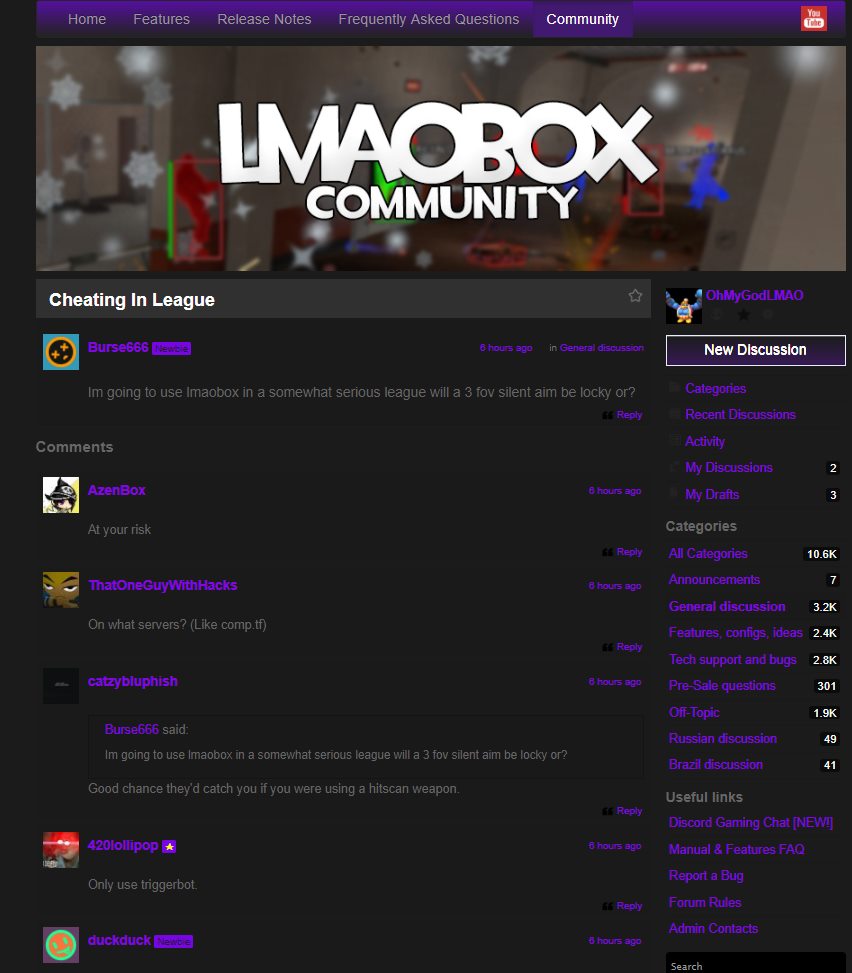 Home Features Release Notes Frequently Asked Questions Community You Tube
LMAOBOX
COMMUNITY
Cheating In League
Burse666 Newbie 6 hours ago in General discussion
Im going to use lmaobox in a somewhat serious league will a 3 fov silent aim be locky or?
Reply
Comments
AzenBox 6 hours ago
At your risk
Reply
ThatOneGuyWithHacks 6 hours ago
On what servers? (Like comp.tf)
Reply
catzybluphish 6 hours ago
Burse666 said:
Im going to use lmaobox in a somewhat serious league will a 3 fov silent aim be locky or?
Good chance they'd catch you if you were using a hitscan weapon.
Reply
420lollipop 6 hours ago
Only use triggerbot.
Reply
duckduck Newbie 6 hours ago
OhMyGodLMAO
New Discussion
Categories
Recent Discussions
Activity
My Discussions 2
My Drafts 3
Categories
All Categories 10.6K
Announcements 7
General discussion 3.2K
Features, configs, ideas 2.4K
Tech support and bugs 2.8K
Pre-Sale questions 301
Off-Topic 1.9K
Russian discussion 49
Brazil discussion 41
Useful links
Discord Gaming Chat [NEW!]
Manual & Features FAQ
Report a Bug
Forum Rules
Admin Contacts
Search